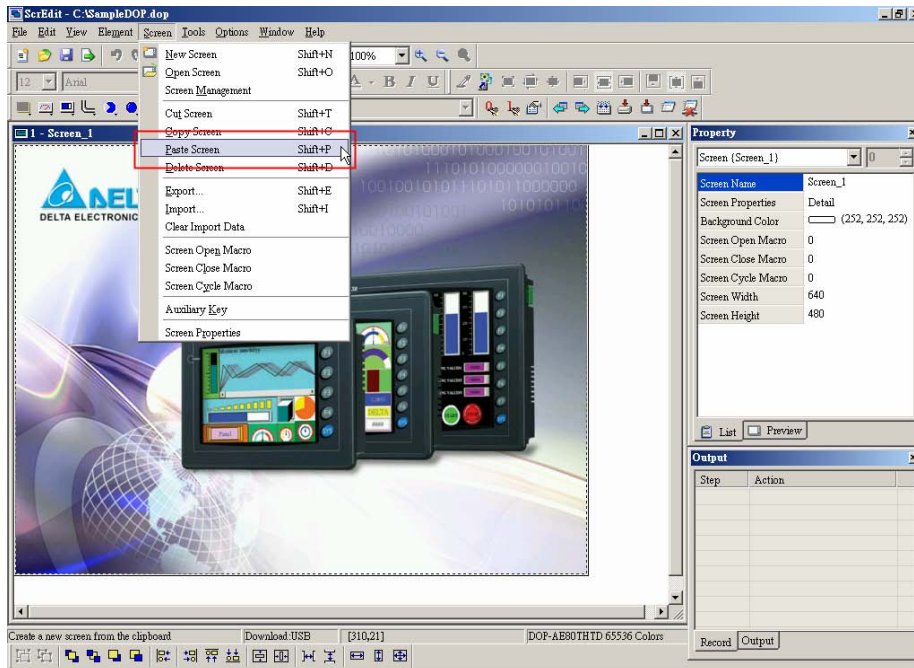 ScrEdit - C:\SampleDOP.dop
File Edit View Element Screen Tools Options Window Help
100%
12 Arial
B I U
New Screen Shift+N
Open Screen Shift+O
Screen Management
Cut Screen Shift+T
Copy Screen Shift+C
Paste Screen Shift+P
Delete Screen Shift+D
Export... Shift+E
Import... Shift+I
Clear Import Data
Screen Open Macro
Screen Close Macro
Screen Cycle Macro
Auxiliary Key
Screen Properties
1 - Screen_1
DEL
DELTA ELECTRONIC
Property
Screen {Screen_1} 0
Screen Name Screen_1
Screen Properties Detail
Background Color (252, 252, 252)
Screen Open Macro 0
Screen Close Macro 0
Screen Cycle Macro 0
Screen Width 640
Screen Height 480
List Preview
Output
Step Action
Record Output
Create a new screen from the clipboard Download:USB [310,21] DOP-AE80THTD 65536 Colors